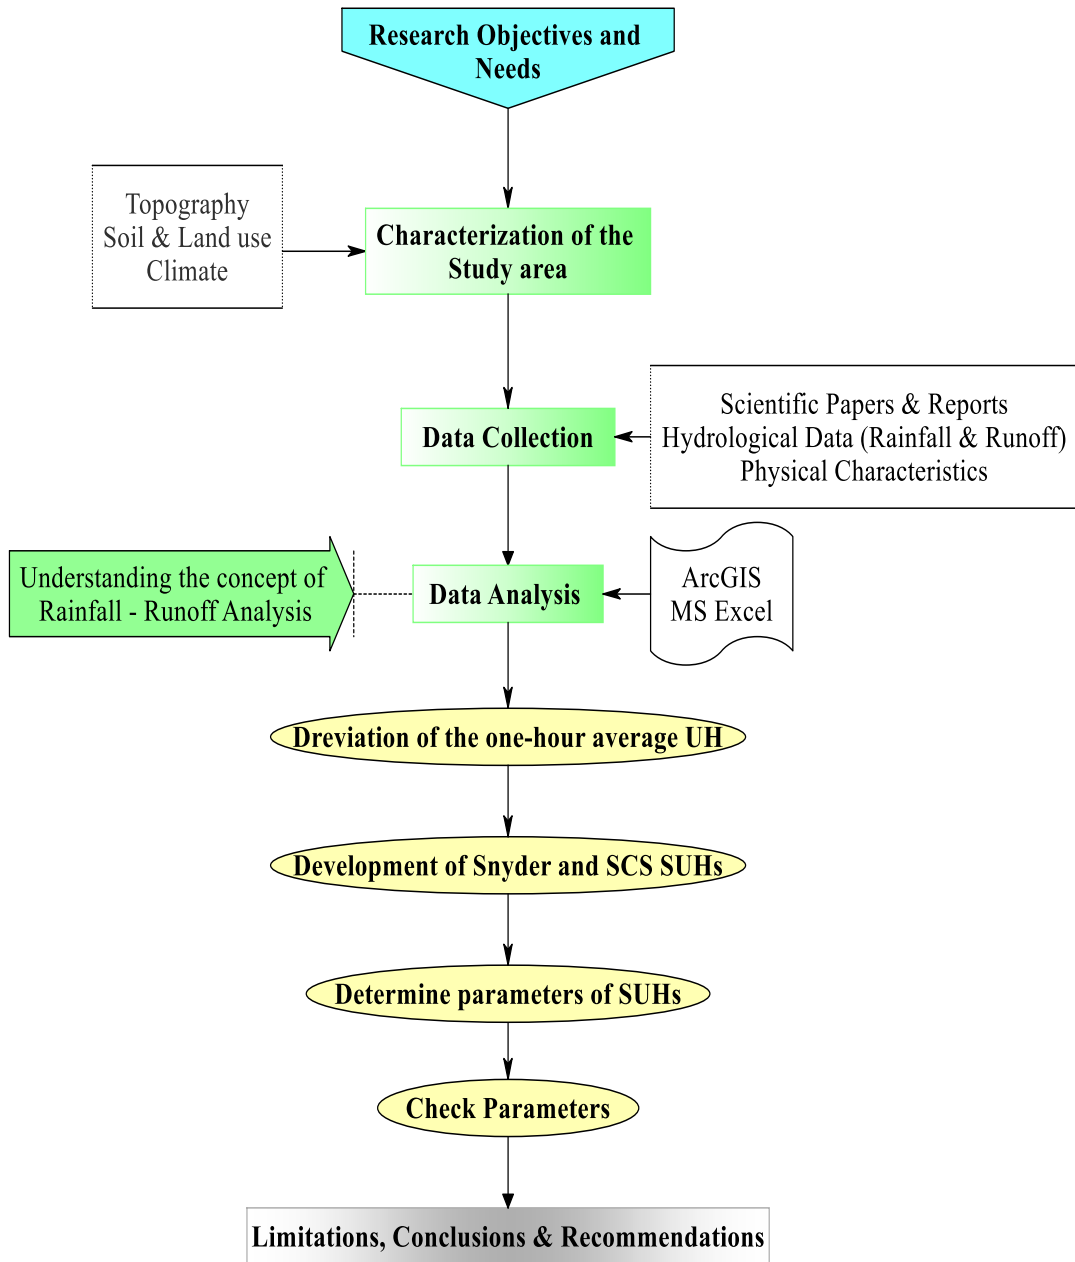 Research Objectives and
Needs
Topography
Soil & Land use
Climate
Characterization of the
Study area
Data Collection
Scientific Papers & Reports
Hydrological Data (Rainfall & Runoff)
Physical Characteristics
Understanding the concept of
Rainfall - Runoff Analysis
Data Analysis
ArcGIS
MS Excel
Dreviation of the one-hour average UH
Development of Snyder and SCS SUHs
Determine parameters of SUHs
Check Parameters
Limitations, Conclusions & Recommendations